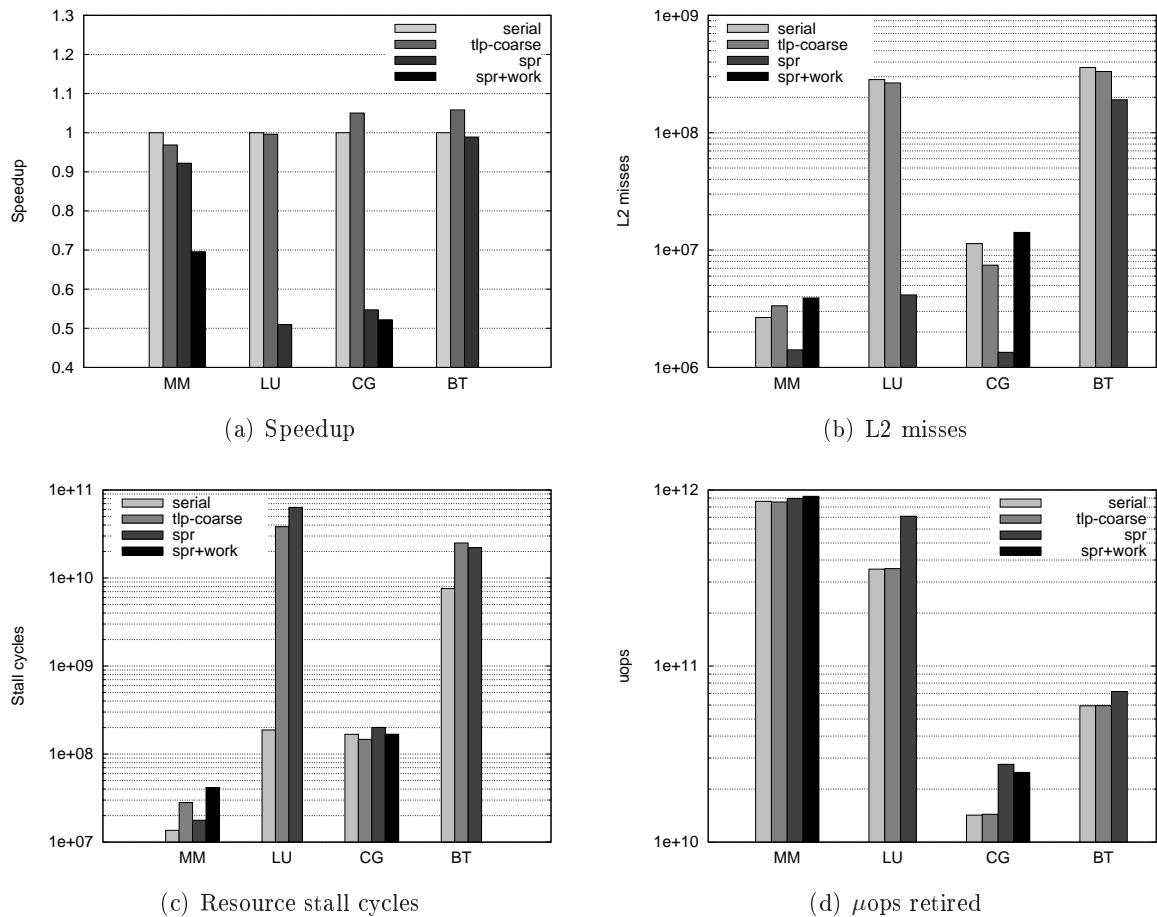 1.3
1.2
1.1
1
0.9
0.8
0.7
0.6
0.5
0.4
Speedup
serial
tlp-coarse
spr
spr+work
MM LU CG BT
(a) Speedup
1e+09
1e+08
1e+07
1e+06
L2 misses
serial
tlp-coarse
spr
spr+work
MM LU CG BT
(b) L2 misses
1e+11
1e+10
1e+09
1e+08
1e+07
Stall cycles
serial
tlp-coarse
spr
spr+work
MM LU CG BT
(c) Resource stall cycles
1e+12
1e+11
1e+10
uops
serial
tlp-coarse
spr
spr+work
MM LU CG BT
(d) μops retired